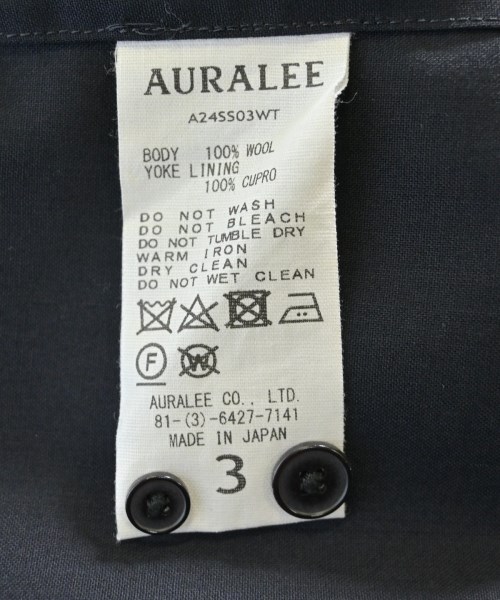 AURALEE
A24SS03WT
BODY 100% WOOL
YOKE LINING
100% CUPRO
DO NOT WASH
DO NOT BLEACH
DO NOT TUMBLE DRY
WARM IRON
DRY CLEAN
DO NOT WET CLEAN
F W
AURALEE CO., LTD.
81-(3)-6427-7141
MADE IN JAPAN
3